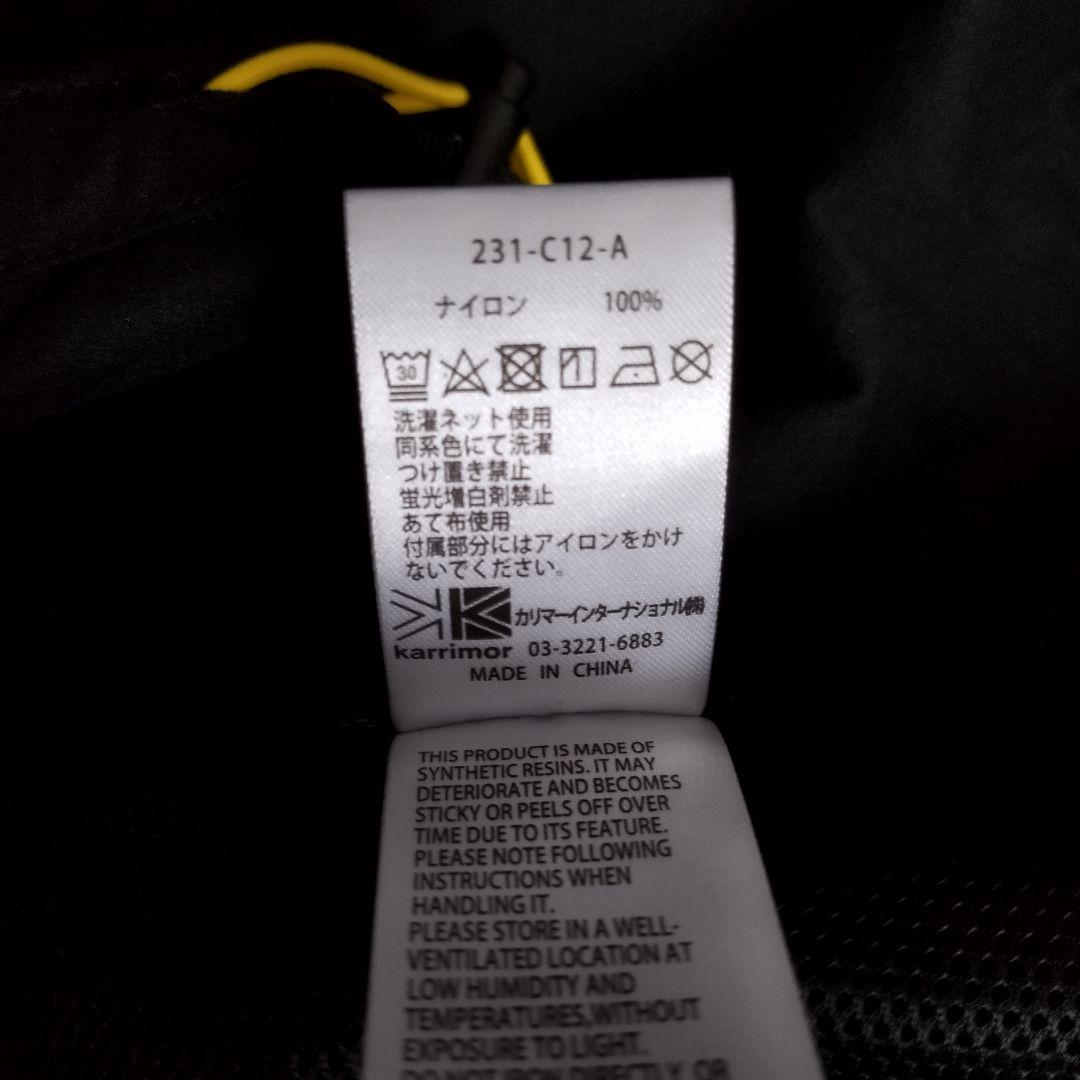 231-C12-A
ナイロン 100%
30
洗濯ネット使用
同系色にて洗濯
つけ置き禁止
蛍光増白剤禁止
あて布使用
付属部分にはアイロンをかけ
ないでください。
カリマーインターナショナル㈱
karrimor 03-3221-6883
MADE IN CHINA
THIS PRODUCT IS MADE OF
SYNTHETIC RESINS. IT MAY
DETERIORATE AND BECOMES
STICKY OR PEELS OFF OVER
TIME DUE TO ITS FEATURE.
PLEASE NOTE FOLLOWING
INSTRUCTIONS WHEN
HANDLING IT.
PLEASE STORE IN A WELL-
VENTILATED LOCATION AT
LOW HUMIDITY AND
TEMPERATURES,WITHOUT
EXPOSURE TO LIGHT.
DO NOT IRON DIRECTLY, OR